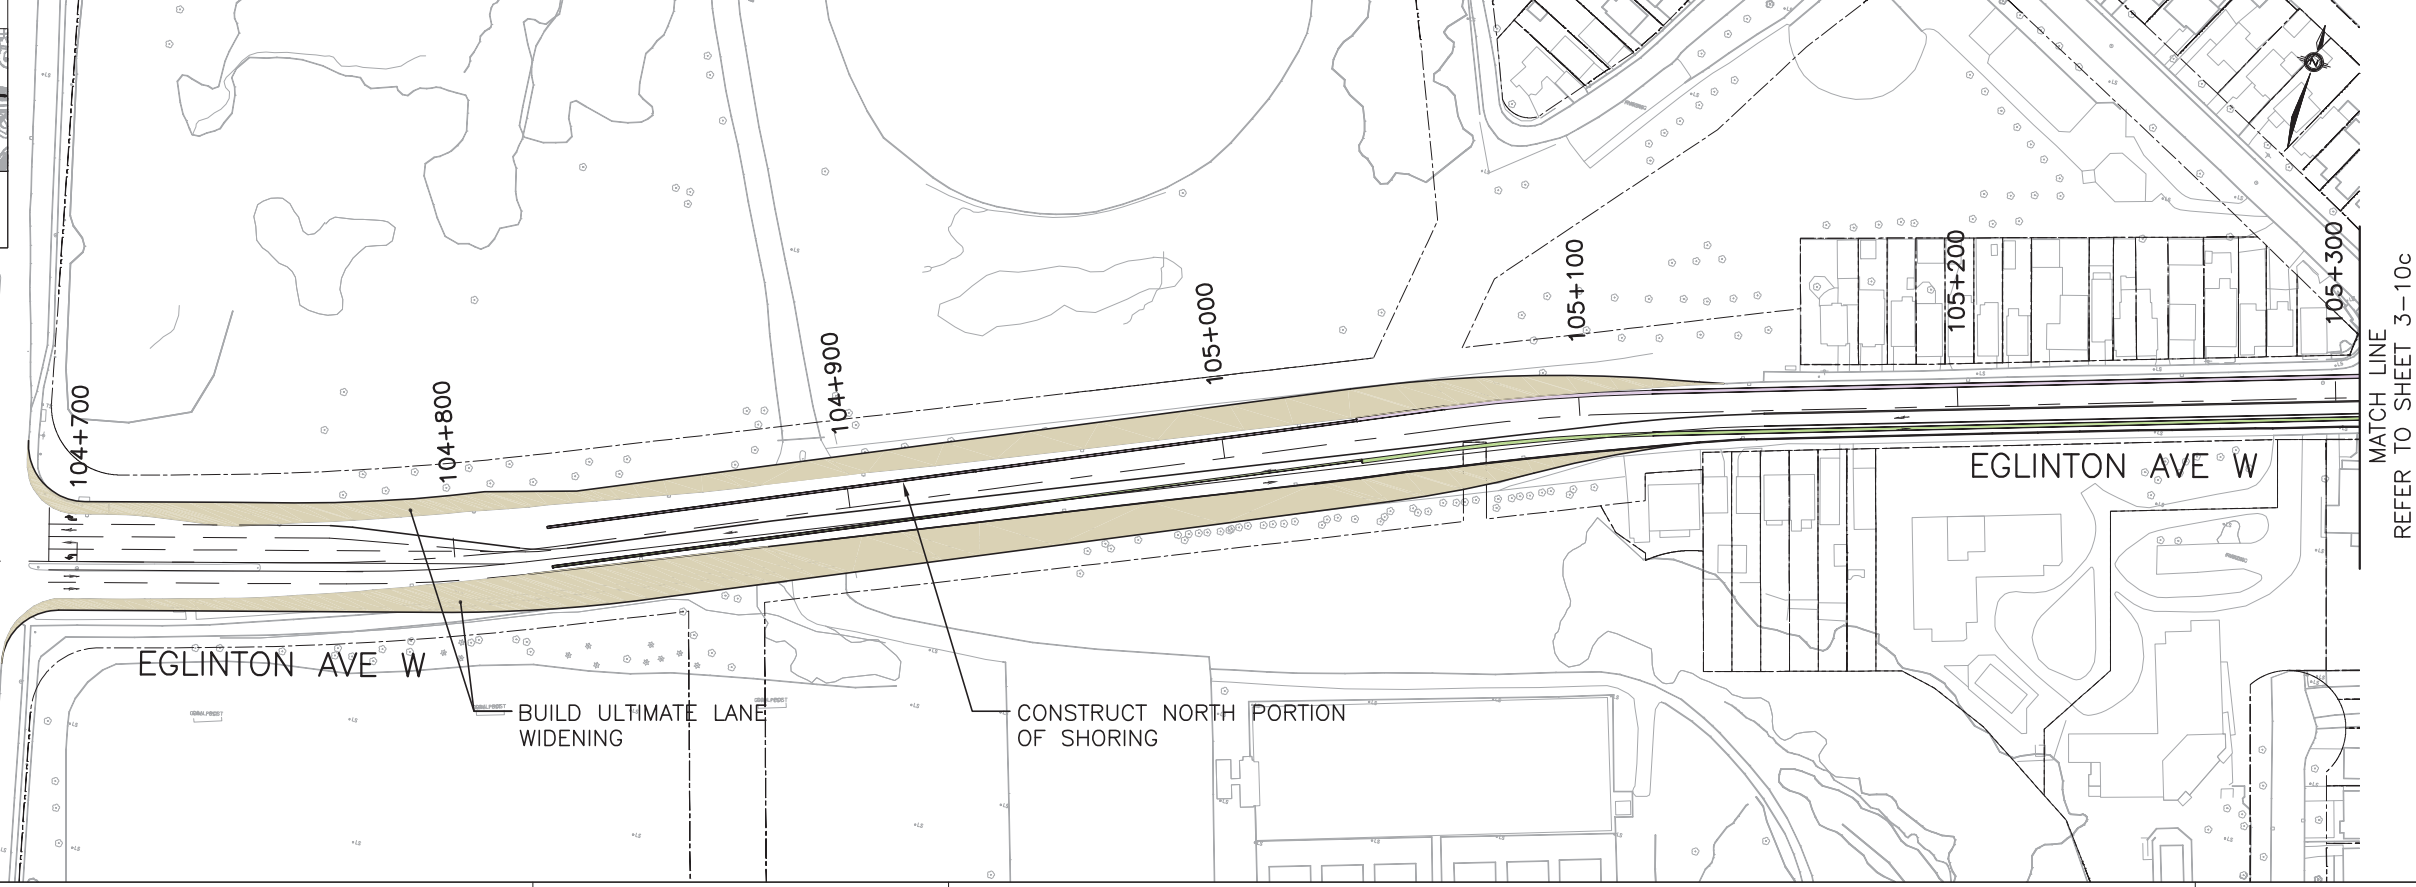 105+300
105+200
105+100
105+000
104+900
104+800
104+700
MATCH LINE
REFER TO SHEET 3-10c
EGLINTON AVE W
EGLINTON AVE W
BUILD ULTIMATE LANE
WIDENING
CONSTRUCT NORTH PORTION
OF SHORING